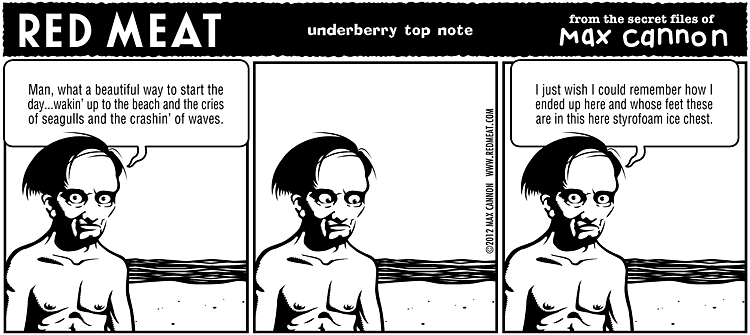 RED MEAT
underberry top note
from the secret files of
Max cannon
Man, what a beautiful way to start the
day...wakin' up to the beach and the cries
of seagulls and the crashin' of waves.
©2012 MAX CANNON WWW.REDMEAT.COM
I just wish I could remember how I
ended up here and whose feet these
are in this here styrofoam ice chest.